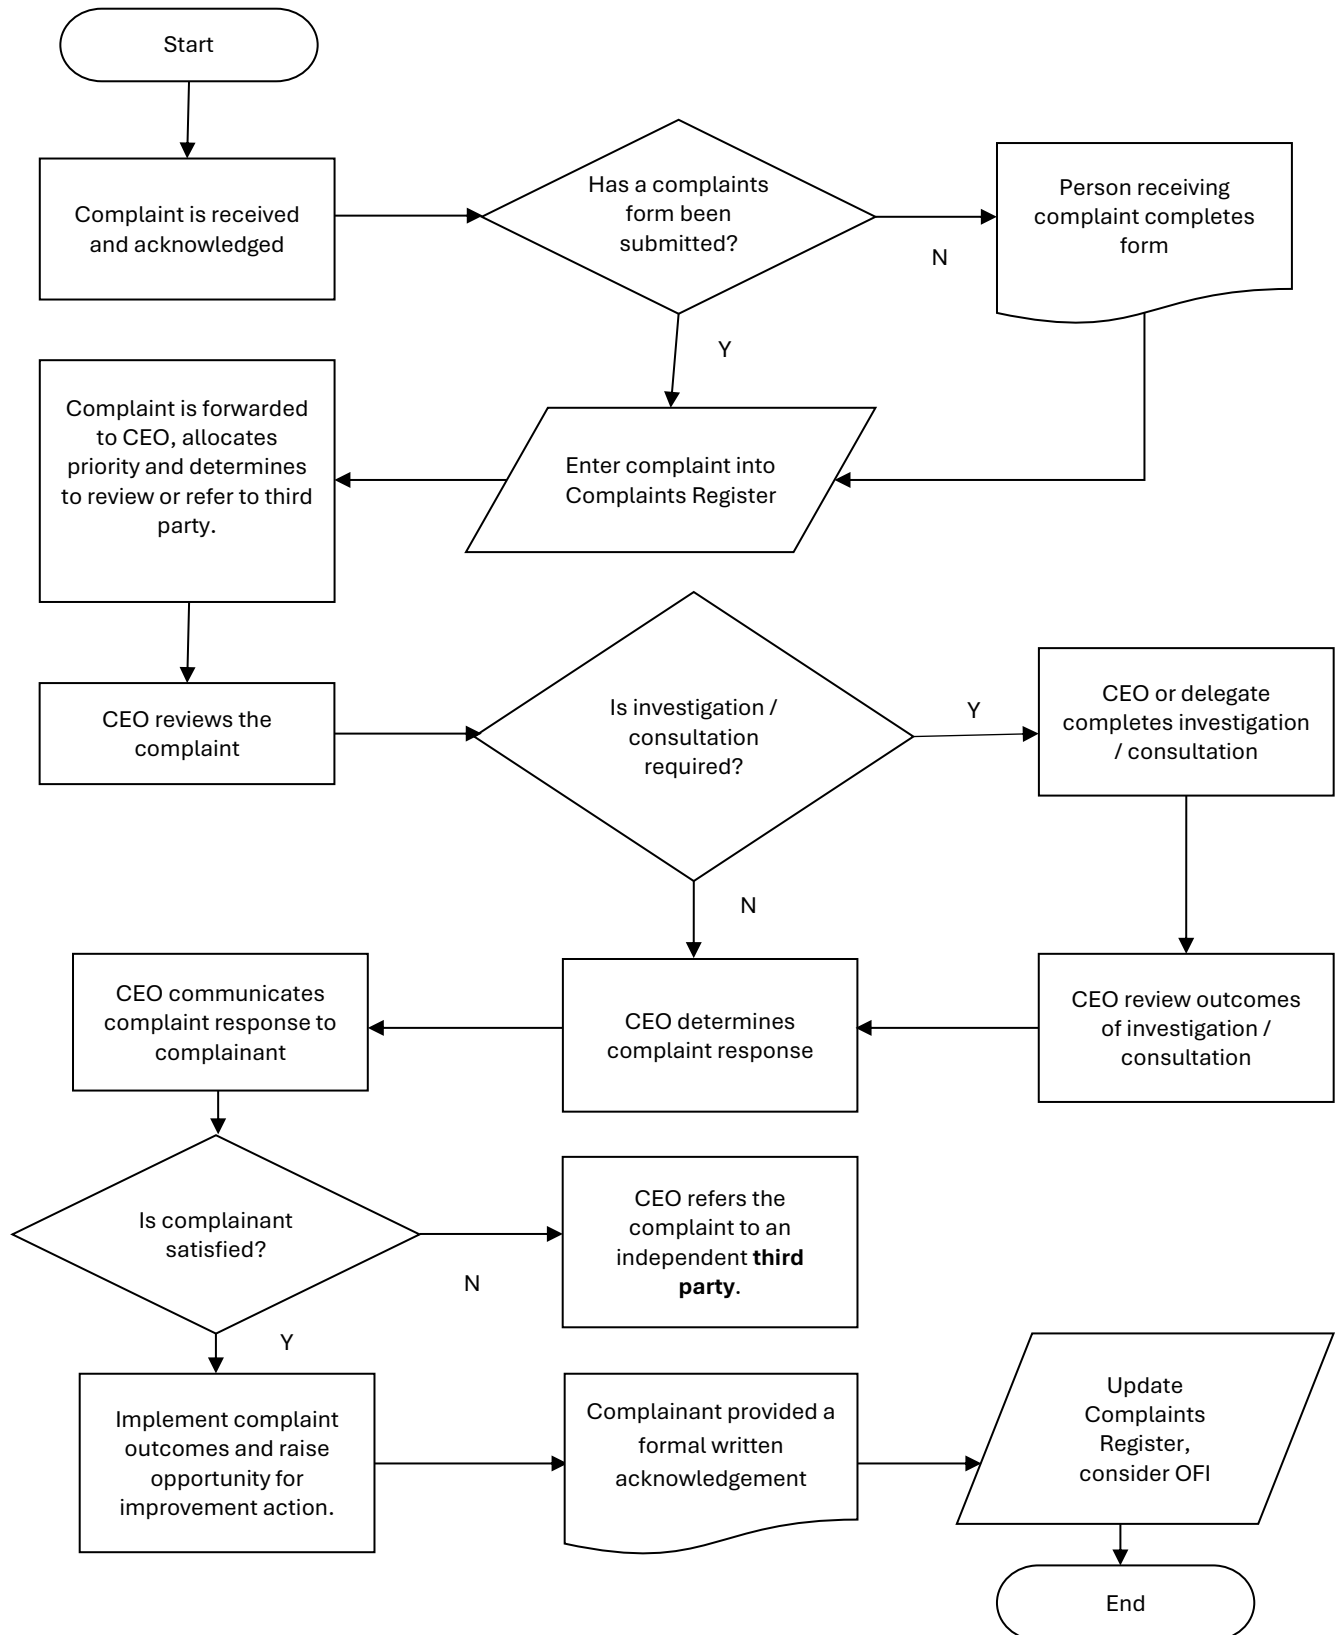 Start
Complaint is received
and acknowledged
Has a complaints
form been
submitted?
N
Person receiving
complaint completes
form
Y
Complaint is forwarded
to CEO, allocates
priority and determines
to review or refer to third
party.
Enter complaint into
Complaints Register
CEO reviews the
complaint
Is investigation /
consultation
required?
Y
CEO or delegate
completes investigation
/ consultation
N
CEO communicates
complaint response to
complainant
CEO determines
complaint response
CEO review outcomes
of investigation /
consultation
Is complainant
satisfied?
N
CEO refers the
complaint to an
independent third
party.
Y
Implement complaint
outcomes and raise
opportunity for
improvement action.
Complainant provided a
formal written
acknowledgement
Update
Complaints
Register,
consider OFI
End